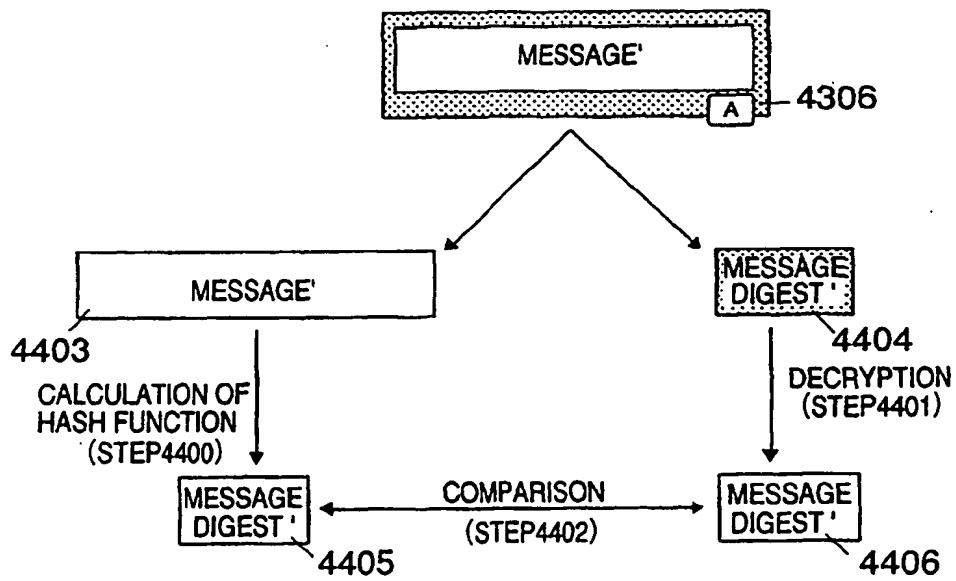 MESSAGE'
A
4306
MESSAGE'
4403
MESSAGE
DIGEST'
4404
CALCULATION OF
HASH FUNCTION
(STEP4400)
DECRYPTION
(STEP4401)
MESSAGE
DIGEST'
4405
COMPARISON
(STEP4402)
MESSAGE
DIGEST'
4406